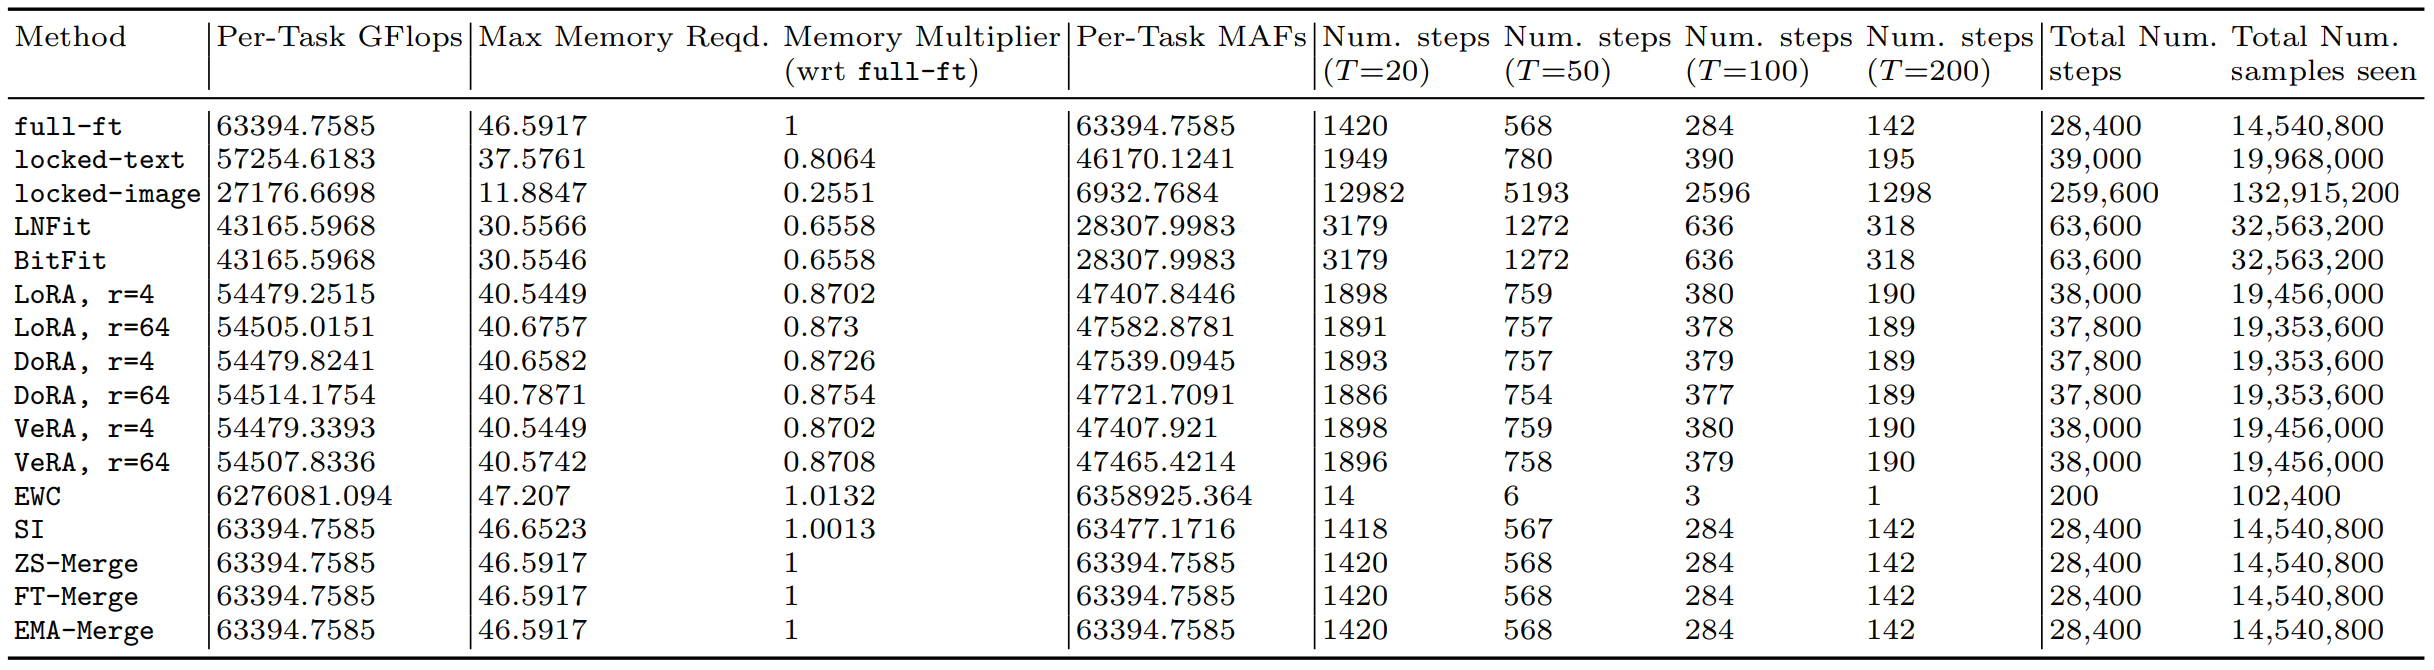 Method Per-Task GFlops Max Memory Reqd. Memory Multiplier Per-Task MAFs Num. steps Num. steps Num. steps Num. steps Total Num. Total Num.
(wrt full-ft) (T=20) (T=50) (T=100) (T=200) steps samples seen
full-ft 63394.7585 46.5917 1 63394.7585 1420 568 284 142 28,400 14,540,800
locked-text 57254.6183 37.5761 0.8064 46170.1241 1949 780 390 195 39,000 19,968,000
locked-image 27176.6698 11.8847 0.2551 6932.7684 12982 5193 2596 1298 259,600 132,915,200
LNFit 43165.5968 30.5566 0.6558 28307.9983 3179 1272 636 318 63,600 32,563,200
BitFit 43165.5968 30.5546 0.6558 28307.9983 3179 1272 636 318 63,600 32,563,200
LoRA, r=4 54479.2515 40.5449 0.8702 47407.8446 1898 759 380 190 38,000 19,456,000
LoRA, r=64 54505.0151 40.6757 0.873 47582.8781 1891 757 378 189 37,800 19,353,600
DoRA, r=4 54479.8241 40.6582 0.8726 47539.0945 1893 757 379 189 37,800 19,353,600
DoRA, r=64 54514.1754 40.7871 0.8754 47721.7091 1886 754 377 189 37,800 19,353,600
VeRA, r=4 54479.3393 40.5449 0.8702 47407.921 1898 759 380 190 38,000 19,456,000
VeRA, r=64 54507.8336 40.5742 0.8708 47465.4214 1896 758 379 190 38,000 19,456,000
EWC 6276081.094 47.207 1.0132 6358925.364 14 6 3 1 200 102,400
SI 63394.7585 46.6523 1.0013 63477.1716 1418 567 284 142 28,400 14,540,800
ZS-Merge 63394.7585 46.5917 1 63394.7585 1420 568 284 142 28,400 14,540,800
FT-Merge 63394.7585 46.5917 1 63394.7585 1420 568 284 142 28,400 14,540,800
EMA-Merge 63394.7585 46.5917 1 63394.7585 1420 568 284 142 28,400 14,540,800